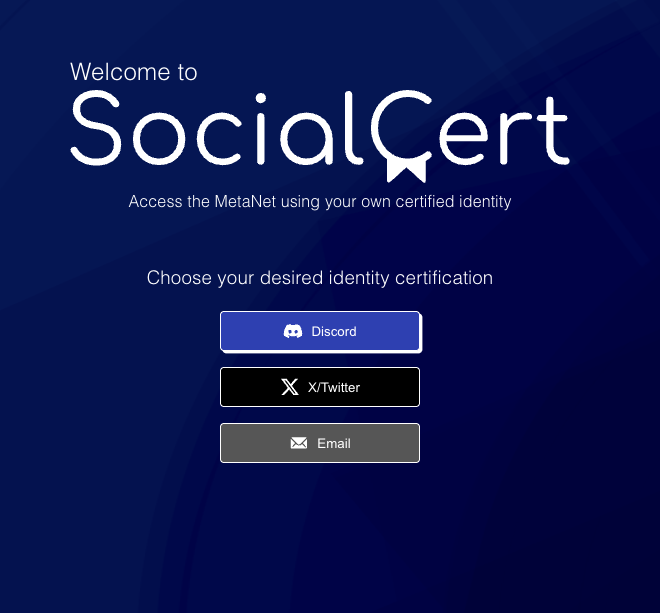 Welcome to
SocialCert
Access the MetaNet using your own certified identity
Choose your desired identity certification
Discord
X/Twitter
Email